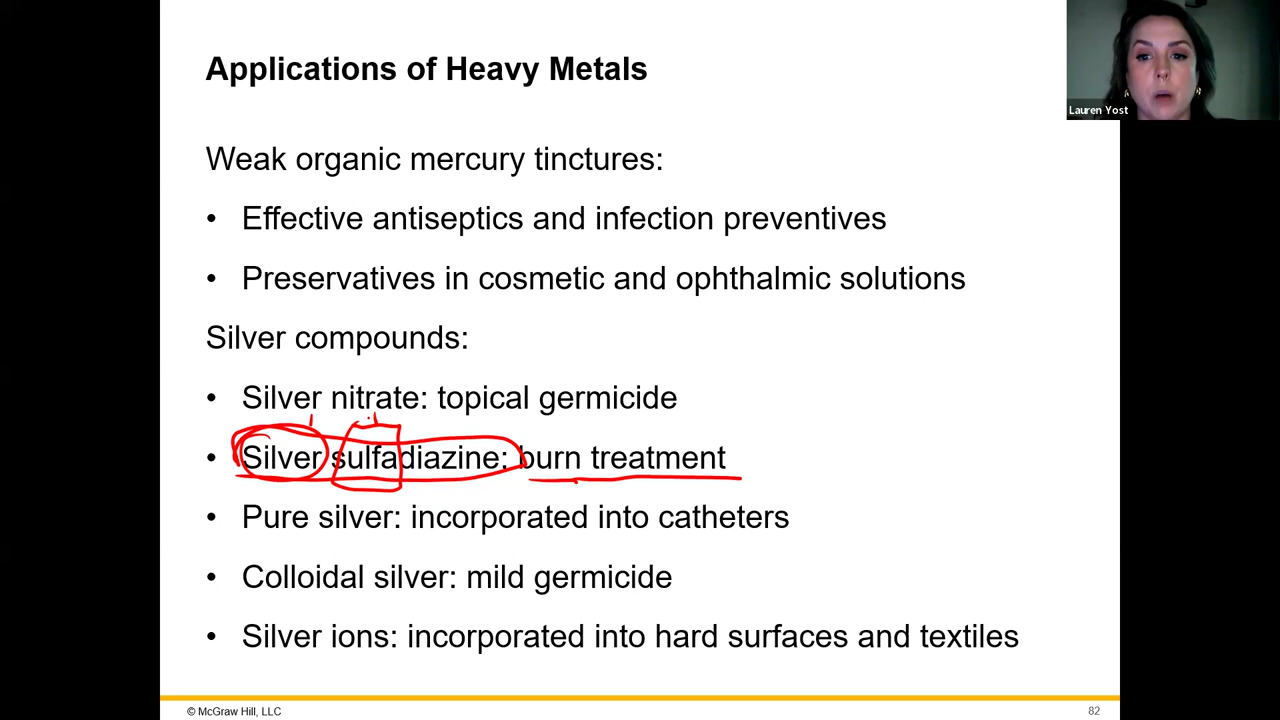 Applications of Heavy Metals
Lauren Yost
Weak organic mercury tinctures:
• Effective antiseptics and infection preventives
• Preservatives in cosmetic and ophthalmic solutions
Silver compounds:
• Silver nitrate: topical germicide
• Silver sulfadiazine: burn treatment
• Pure silver: incorporated into catheters
• Colloidal silver: mild germicide
• Silver ions: incorporated into hard surfaces and textiles
© McGraw Hill, LLC
82